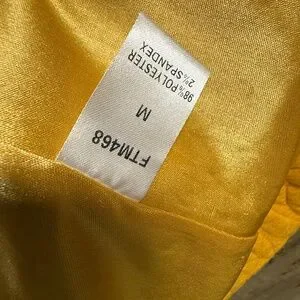 98%POLYESTER
2% SPANDEX
M
FTM468